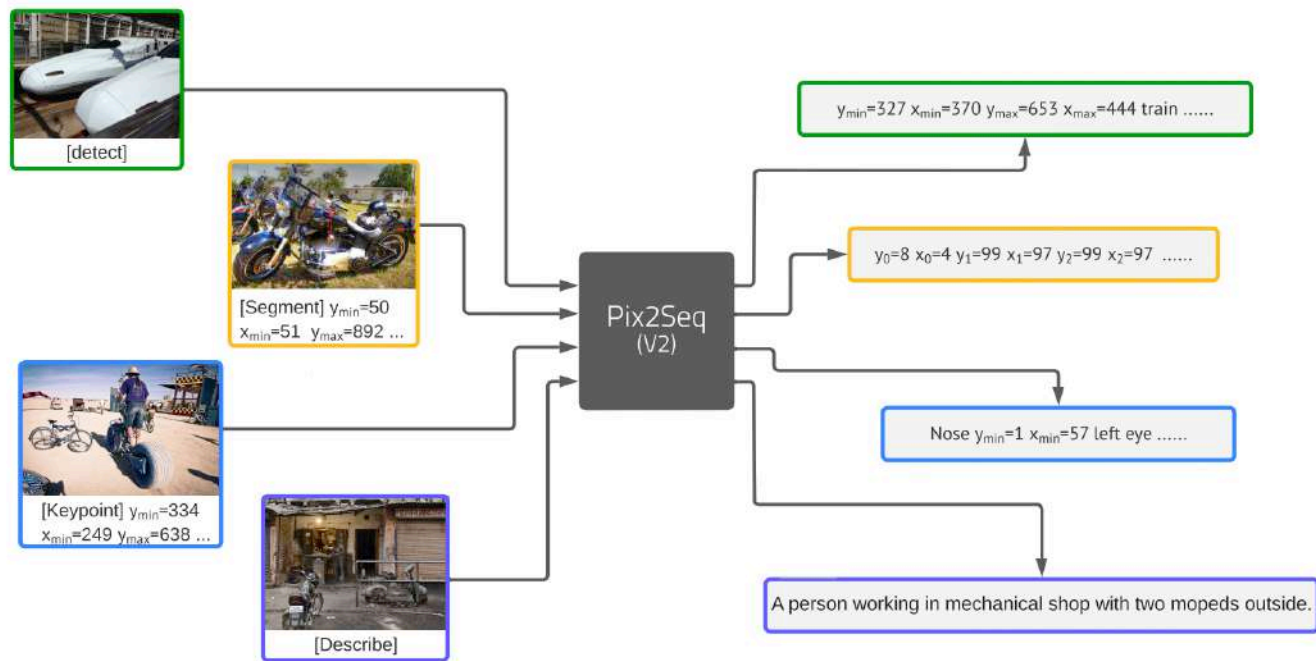 [detect]
[Segment] yₘᵢₙ=50
xₘᵢₙ=51 yₘₐₓ=892 ...
[Keypoint] yₘᵢₙ=334
xₘᵢₙ=249 yₘₐₓ=638 ...
[Describe]
Pix2Seq
(V2)
yₘᵢₙ=327 xₘᵢₙ=370 yₘₐₓ=653 xₘₐₓ=444 train ......
y₀=8 x₀=4 y₁=99 x₁=97 y₂=99 x₂=97 ......
Nose yₘᵢₙ=1 xₘᵢₙ=57 left eye ......
A person working in mechanical shop with two mopeds outside.